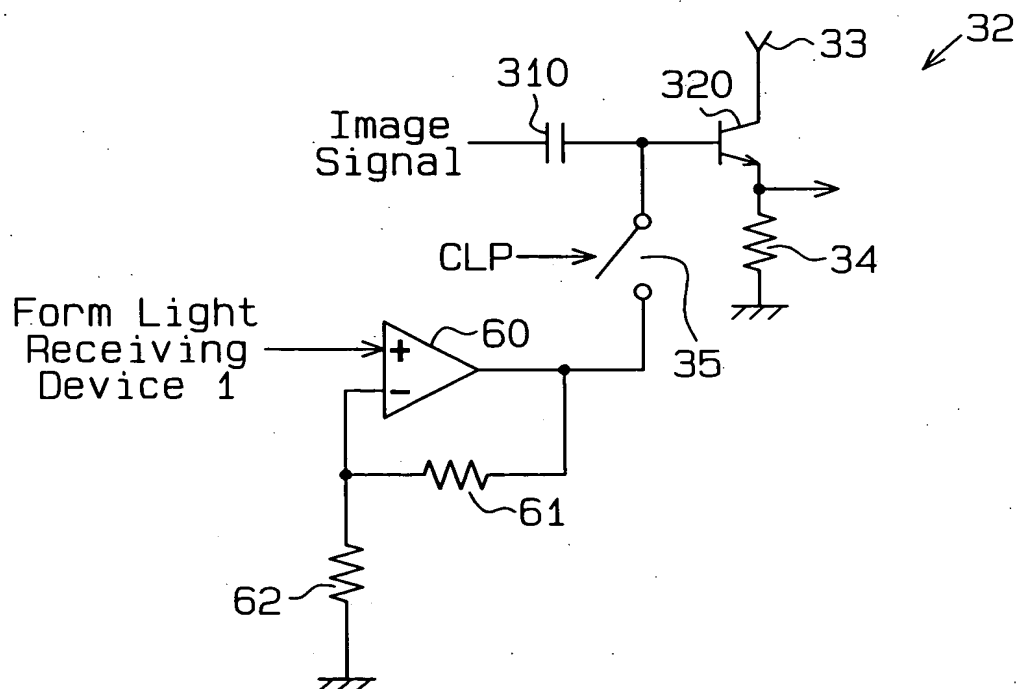 32
33
310
320
Image
Signal
34
CLP
35
Form Light
Receiving
Device 1
60
+
−
61
62